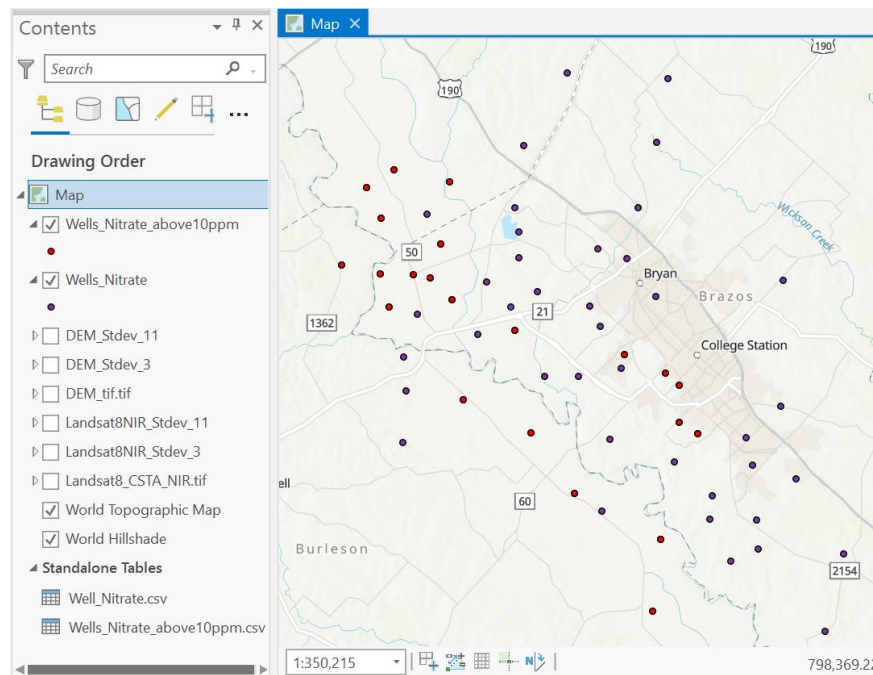 Contents
Search
Drawing Order
Map
Wells_Nitrate_above10ppm
Wells_Nitrate
DEM_Stdev_11
DEM_Stdev_3
DEM_tif.tif
Landsat8NIR_Stdev_11
Landsat8NIR_Stdev_3
Landsat8_CSTA_NIR.tif
World Topographic Map
World Hillshade
Standalone Tables
Well_Nitrate.csv
Wells_Nitrate_above10ppm.csv
Map
190
190
Wickson Creek
50
Bryan
Brazos
21
1362
College Station
ell
60
Burleson
2154
1:350,215
N
798,369.22